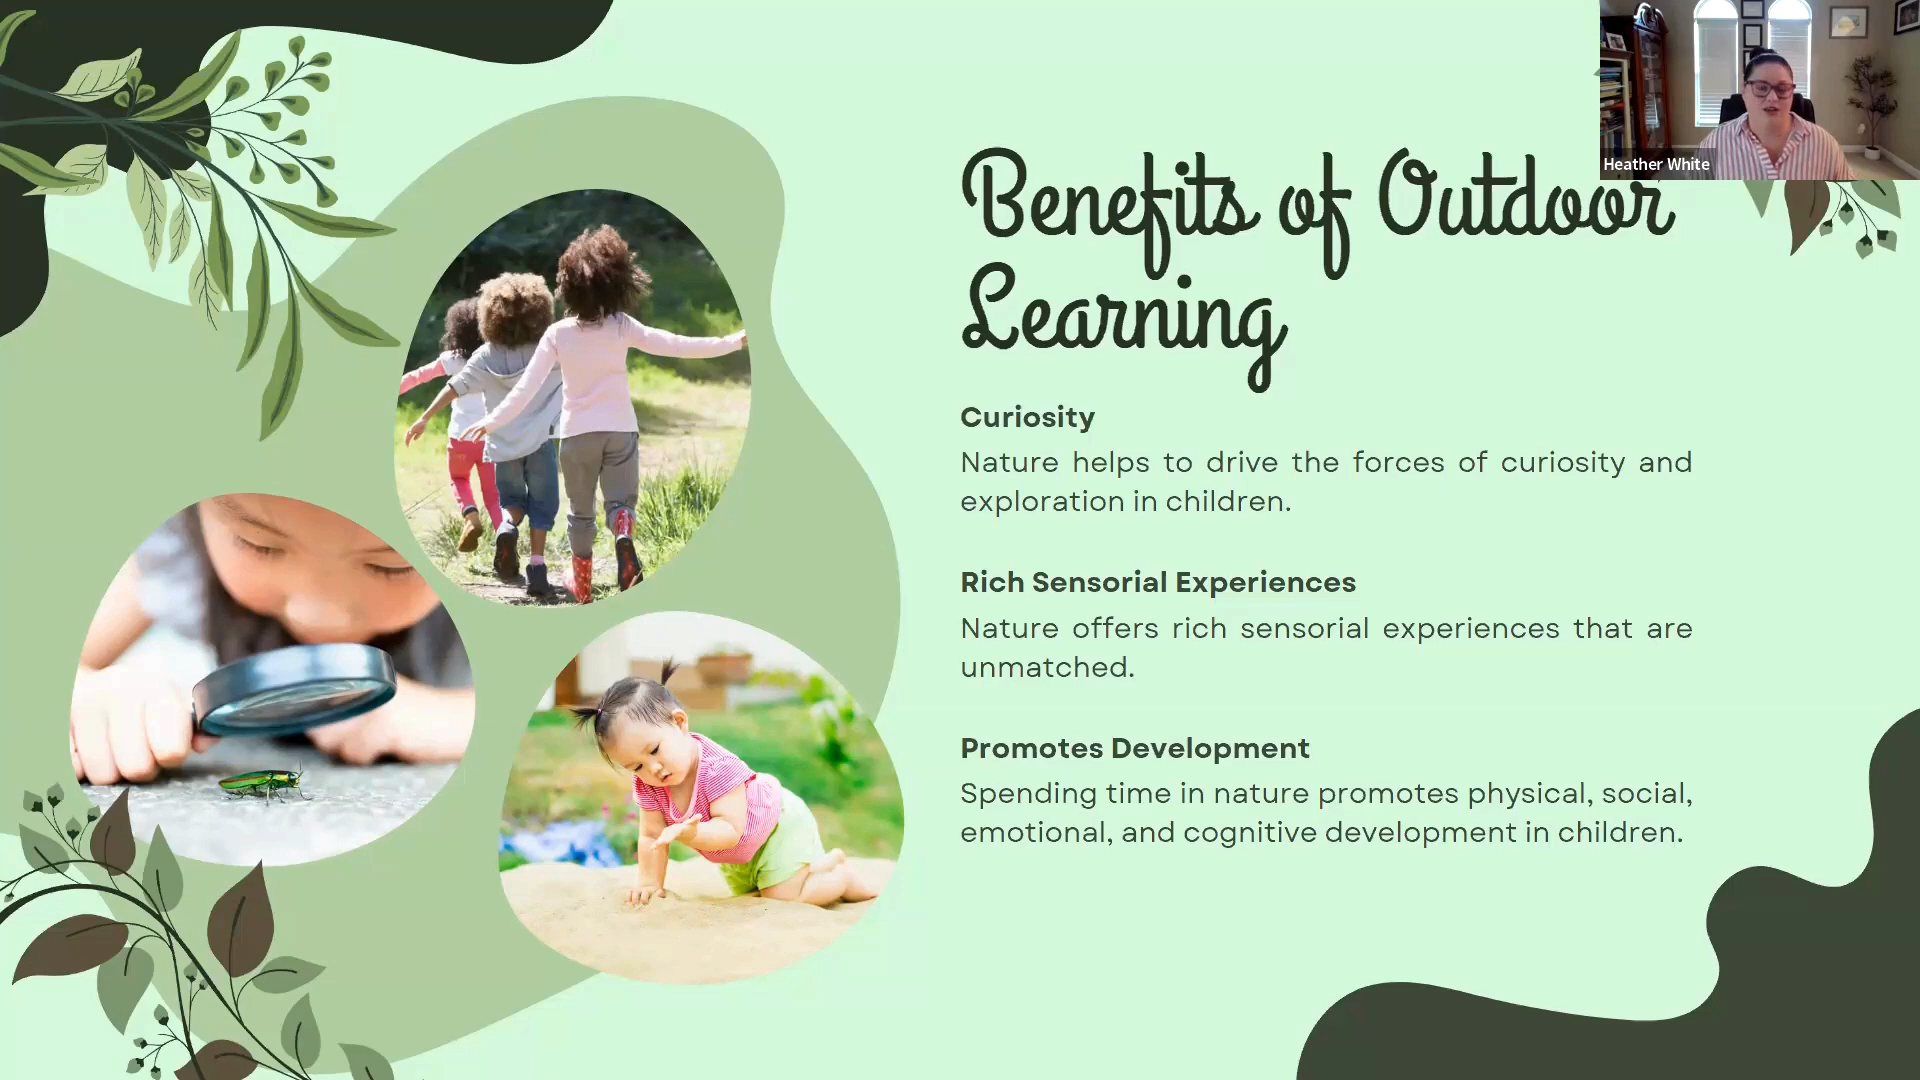 Heather White
Benefits of Outdoor
Learning
Curiosity
Nature helps to drive the forces of curiosity and
exploration in children.
Rich Sensorial Experiences
Nature offers rich sensorial experiences that are
unmatched.
Promotes Development
Spending time in nature promotes physical, social,
emotional, and cognitive development in children.